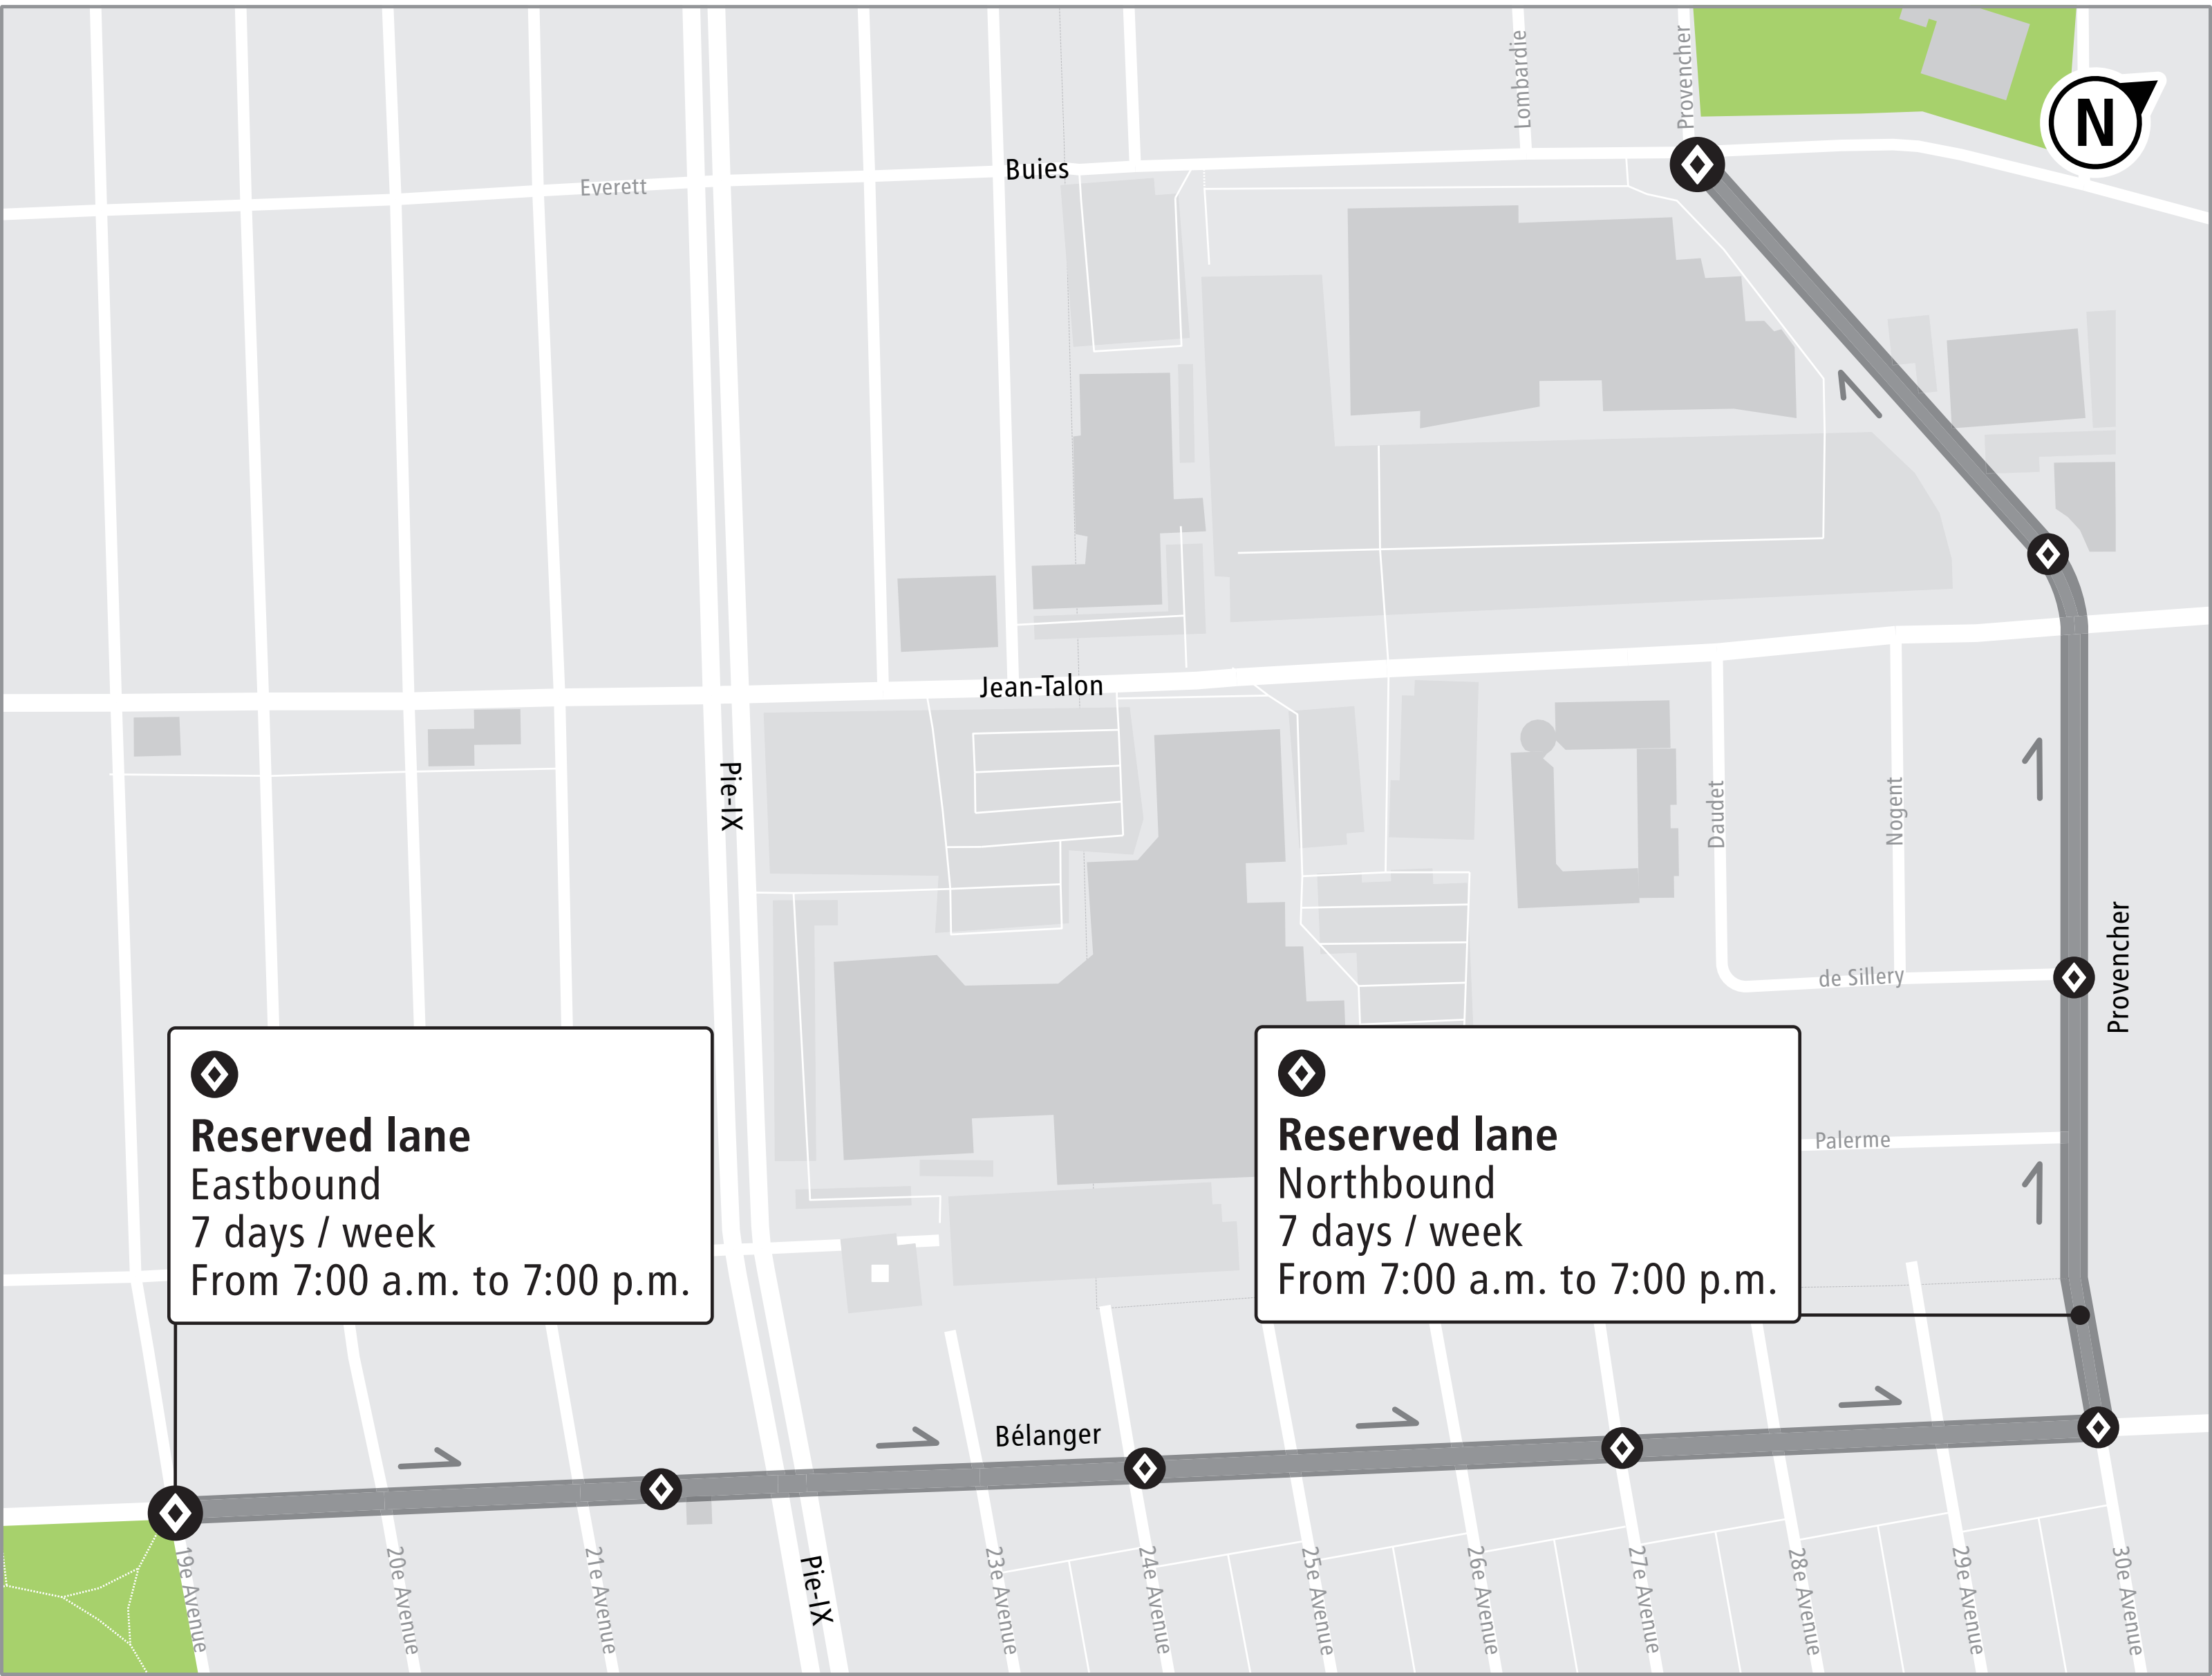 Lombardie
Provencher
N
Everett
Buies
Jean-Talon
Pie-IX
Daudet
Nogent
de Sillery
Provencher
Reserved lane
Eastbound
7 days / week
From 7:00 a.m. to 7:00 p.m.
Reserved lane
Northbound
7 days / week
From 7:00 a.m. to 7:00 p.m.
Palerme
Bélanger
19e Avenue
20e Avenue
21e Avenue
Pie-IX
23e Avenue
24e Avenue
25e Avenue
26e Avenue
27e Avenue
28e Avenue
29e Avenue
30e Avenue